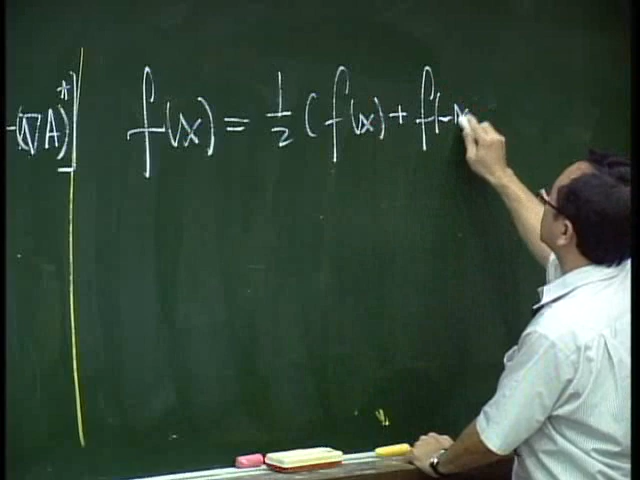 -(∇A)*
f(x) = 1/2 (f(x) + f(-x